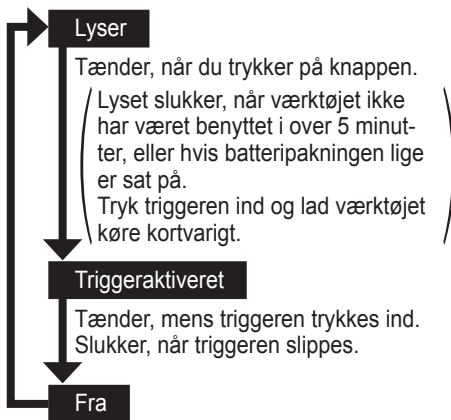 Lyser
Tænder, når du trykker på knappen.
Lyset slukker, når værktøjet ikke
har været benyttet i over 5 minut-
ter, eller hvis batteripakningen lige
er sat på.
Tryk triggeren ind og lad værktøjet
køre kortvarigt.
Triggeraktiveret
Tænder, mens triggeren trykkes ind.
Slukker, når triggeren slippes.
Fra